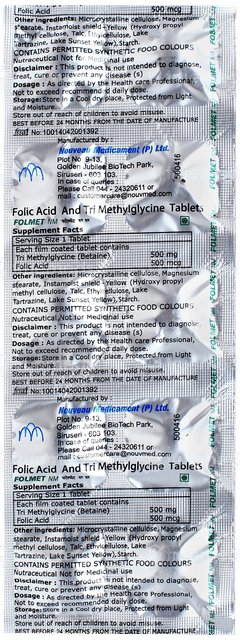 Folic Acid 500 mcg
Other ingredients: Microcrystalline cellulose, Magnesium
stearate, Instamolst shield - Yellow (Hydroxy propyl
methyl cellulose, Talc, Ethylcellulose, Lake
Tartrazine, Lake Sunset Yellow), Starch.
CONTAINS PERMITTED SYNTHETIC FOOD COLOURS
Nutraceutical Not for Medicinal use
Disclaimer : This product is not intended to diagnose,
treat, cure or prevent any disease (s)
Dosage : As directed by the Health care Professional,
Not to exceed recommended daily dose.
Storage: Store in a Cool dry place, Protected from Light
and Moisture.
Store out of reach of children to avoid misuse.
BEST BEFORE 24 MONTHS FROM THE DATE OF MANUFACTURE
fssai No:10014042001392
Manufactured by :
Nouveau Medicament (P) Ltd.
Plot No. 9-13,
Golden Jubilee BioTech Park,
Siruseri - 603 103.
In case of queries :
Please Call 044 - 24320611 or
mail : customercare@nouvmed.com
500416
Folic Acid And Tri Methylglycine Tablets
FOLMET NM फोल्मेट एन एम
Supplement Facts
Serving Size 1 Tablet
Each film coated tablet contains
Tri Methylglycine (Betaine) 500 mg
Folic Acid 500 mcg
Other ingredients: Microcrystalline cellulose, Magnesium
stearate, Instamolst shield - Yellow (Hydroxy propyl
methyl cellulose, Talc, Ethylcellulose, Lake
Tartrazine, Lake Sunset Yellow), Starch.
CONTAINS PERMITTED SYNTHETIC FOOD COLOURS
Nutraceutical Not for Medicinal use
Disclaimer : This product is not intended to diagnose,
treat, cure or prevent any disease (s)
Dosage : As directed by the Health care Professional,
Not to exceed recommended daily dose.
Storage: Store in a Cool dry place, Protected from Light
and Moisture.
Store out of reach of children to avoid misuse.
BEST BEFORE 24 MONTHS FROM THE DATE OF MANUFACTURE
fssai No:10014042001392
Manufactured by :
Nouveau Medicament (P) Ltd.
Plot No. 9-13,
Golden Jubilee BioTech Park,
Siruseri - 603 103.
In case of queries :
Please Call 044 - 24320611 or
mail : customercare@nouvmed.com
500416
Folic Acid And Tri Methylglycine Tablets
FOLMET NM फोल्मेट एन एम
Supplement Facts
Serving Size 1 Tablet
Each film coated tablet contains
Tri Methylglycine (Betaine) 500 mg
Folic Acid 500 mcg
Other ingredients: Microcrystalline cellulose, Magnesium
stearate, Instamolst shield - Yellow (Hydroxy propyl
methyl cellulose, Talc, Ethylcellulose, Lake
Tartrazine, Lake Sunset Yellow), Starch.
CONTAINS PERMITTED SYNTHETIC FOOD COLOURS
Nutraceutical Not for Medicinal use
Disclaimer : This product is not intended to diagnose,
treat, cure or prevent any disease (s)
Dosage : As directed by the Health care Professional,
Not to exceed recommended daily dose.
Storage: Store in a Cool dry place, Protected from Light
and Moisture.
Store out of reach of children to avoid misuse.
BEST BEFORE 24 MONTHS FROM THE DATE OF MANUFACTURE